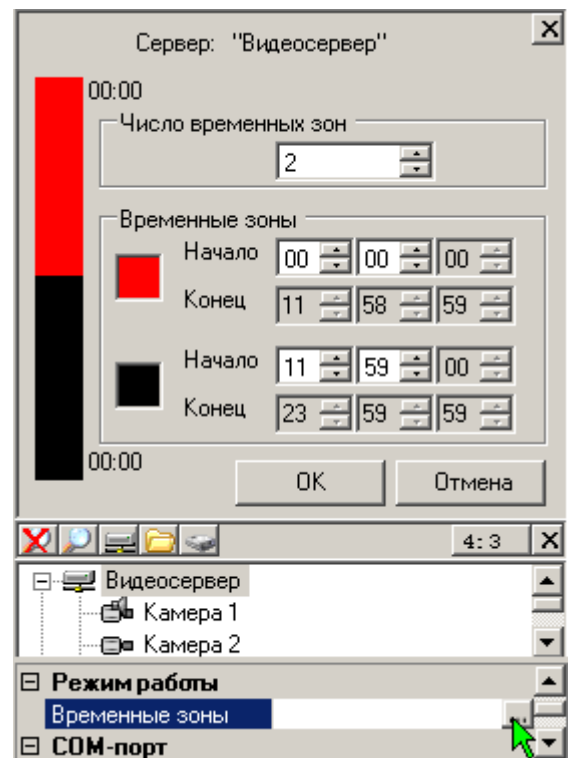 Сервер: "Видеосервер"
00:00
Число временных зон
2
Временные зоны
Начало 00 00 00
Конец 11 58 59
Начало 11 59 00
Конец 23 59 59
00:00
OK Отмена
4:3
Видеосервер
Камера 1
Камера 2
Режим работы
Временные зоны ...
COM-порт